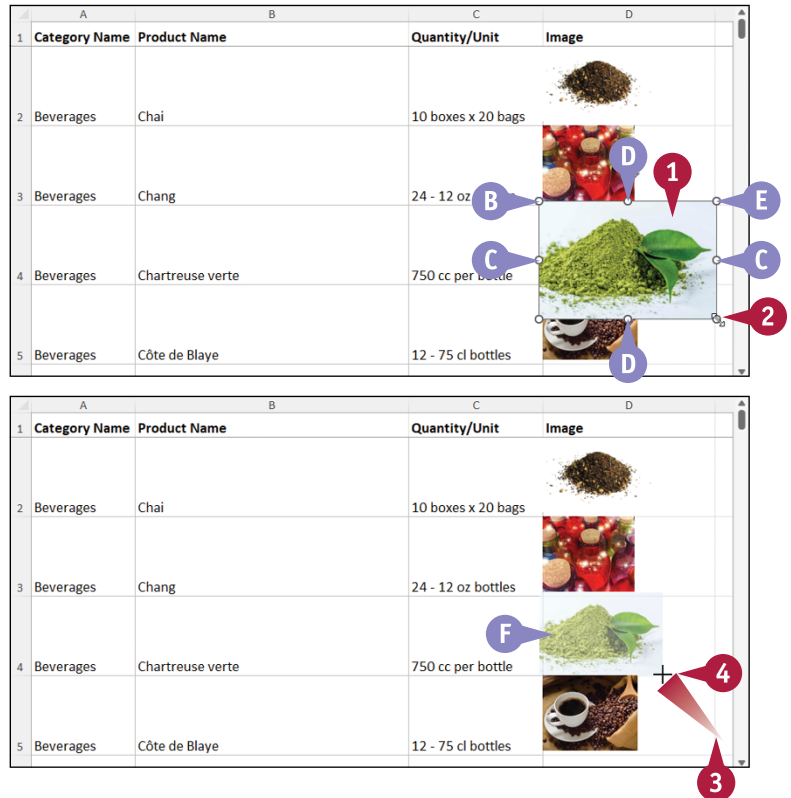 A B C D
1 Category Name Product Name Quantity/Unit Image
2 Beverages Chai 10 boxes x 20 bags
D 1
3 Beverages Chang 24 - 12 oz B E
C C
4 Beverages Chartreuse verte 750 cc per bottle
2
5 Beverages Côte de Blaye 12 - 75 cl bottles
D
A B C D
1 Category Name Product Name Quantity/Unit Image
2 Beverages Chai 10 boxes x 20 bags
3 Beverages Chang 24 - 12 oz bottles
F
4 Beverages Chartreuse verte 750 cc per bottle 4
5 Beverages Côte de Blaye 12 - 75 cl bottles
3